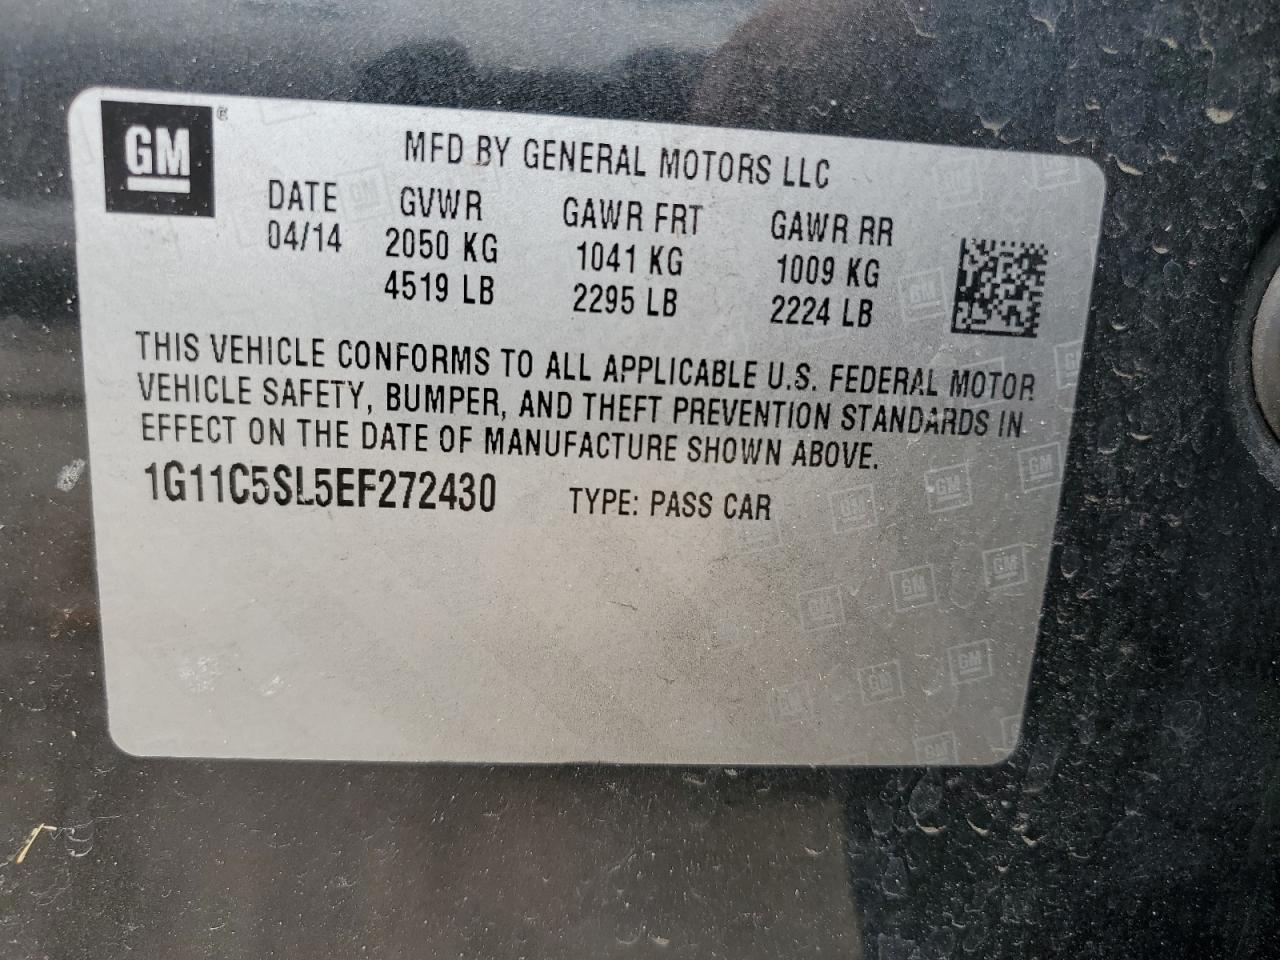 GM
MFD BY GENERAL MOTORS LLC
DATE GVWR GAWR FRT GAWR RR
04/14 2050 KG 1041 KG 1009 KG
4519 LB 2295 LB 2224 LB
THIS VEHICLE CONFORMS TO ALL APPLICABLE U.S. FEDERAL MOTOR
VEHICLE SAFETY, BUMPER, AND THEFT PREVENTION STANDARDS IN
EFFECT ON THE DATE OF MANUFACTURE SHOWN ABOVE.
1G11C5SL5EF272430 TYPE: PASS CAR